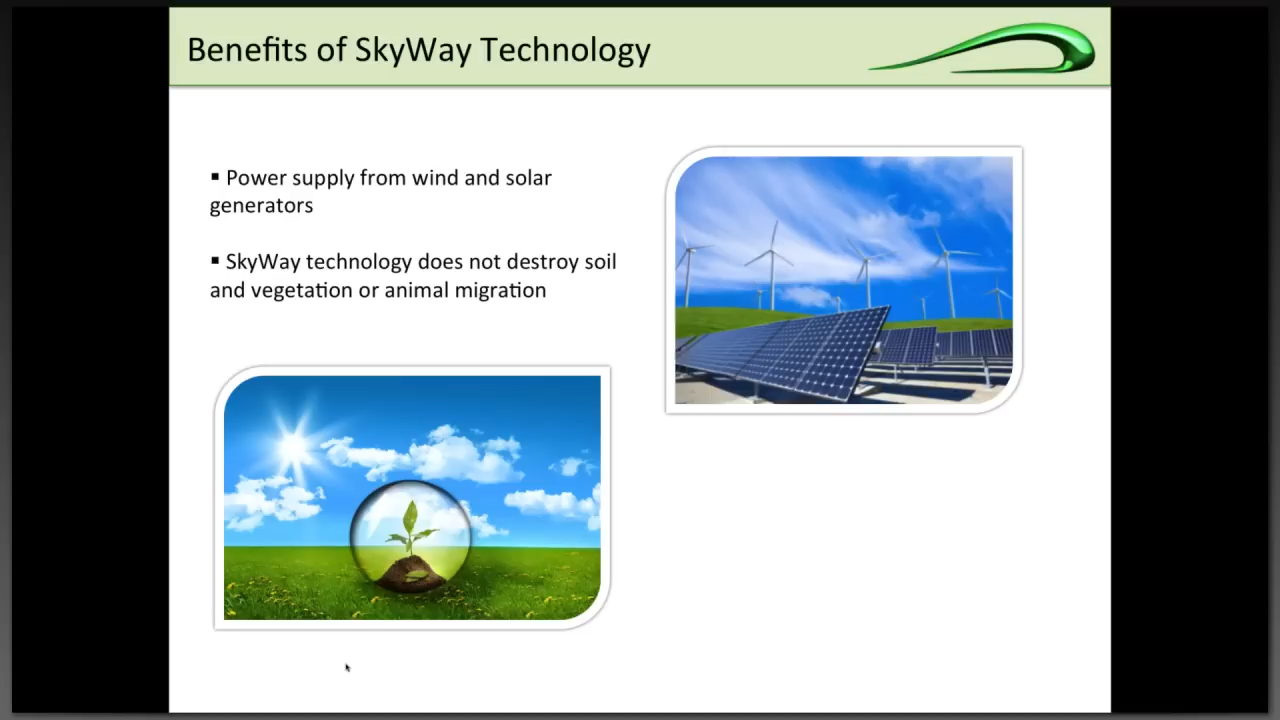 Benefits of SkyWay Technology
▪ Power supply from wind and solar
generators
▪ SkyWay technology does not destroy soil
and vegetation or animal migration